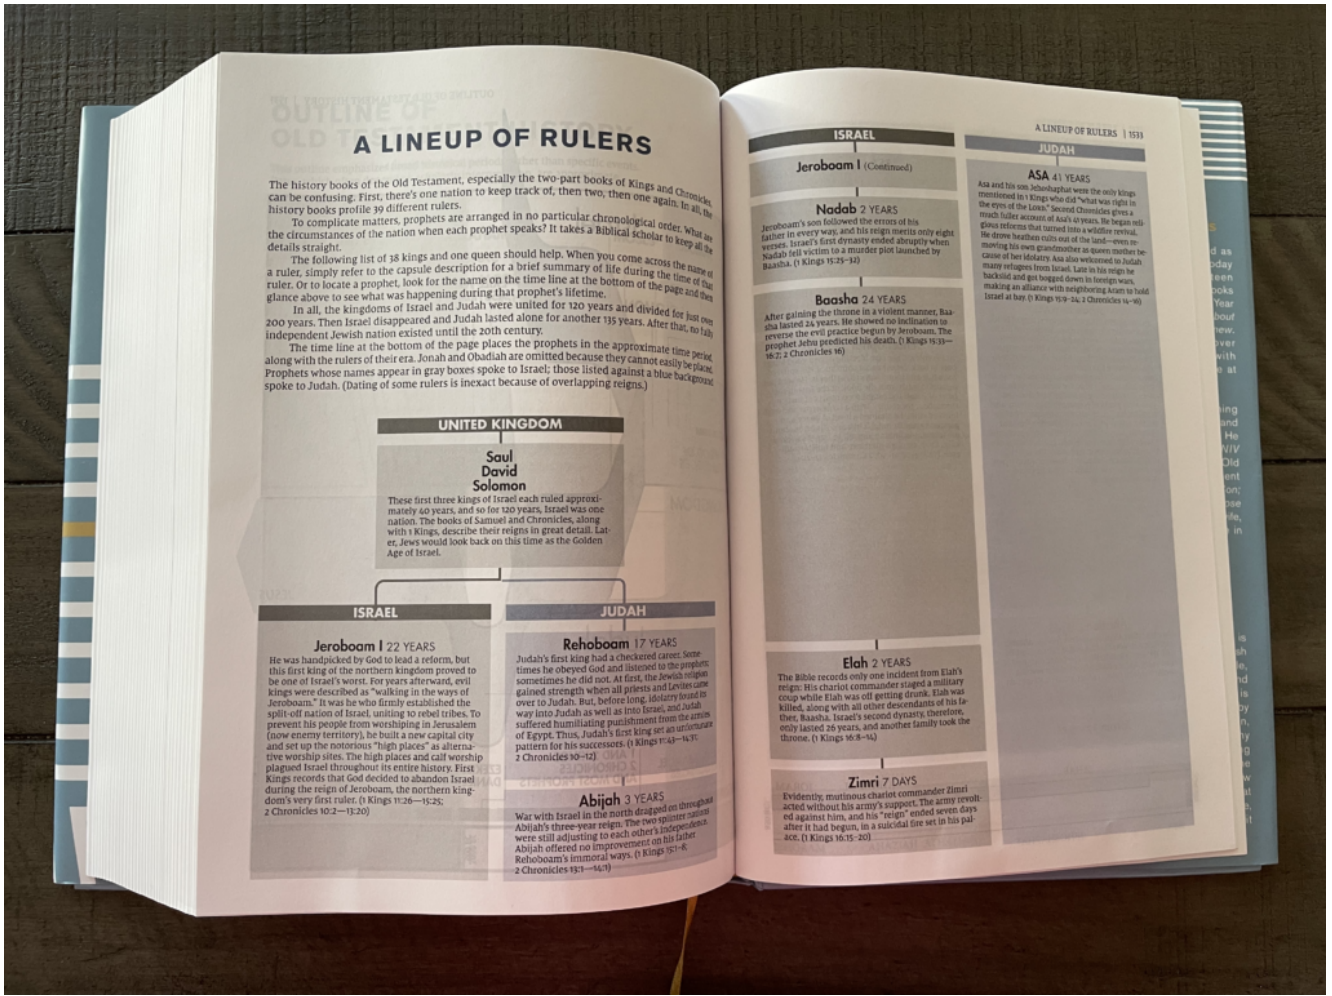 A LINEUP OF RULERS
The history books of the Old Testament, especially the two-part books of Kings and Chronicles,
can be confusing. First, there's one nation to keep track of, then two, then one again. In all, the
history books profile 39 different rulers.
To complicate matters, prophets are arranged in no particular chronological order. What are
the circumstances of the nation when each prophet speaks? It takes a Biblical scholar to keep all the
details straight.
The following list of 38 kings and one queen should help. When you come across the name of
a ruler, simply refer to the capsule description for a brief summary of life during the time of that
ruler. Or to locate a prophet, look for the name on the time line at the bottom of the page and then
glance above to see what was happening during that prophet's lifetime.
In all, the kingdoms of Israel and Judah were united for 120 years and divided for just over
200 years. Then Israel disappeared and Judah lasted alone for another 135 years. After that, no fully
independent Jewish nation existed until the 20th century.
The time line at the bottom of the page places the prophets in the approximate time period,
along with the rulers of their era. Jonah and Obadiah are omitted because they cannot easily be placed.
Prophets whose names appear in gray boxes spoke to Israel; those listed against a blue background
spoke to Judah. (Dating of some rulers is inexact because of overlapping reigns.)
UNITED KINGDOM
Saul
David
Solomon
These first three kings of Israel each ruled approxi-
mately 40 years, and so for 120 years, Israel was one
nation. The books of Samuel and Chronicles, along
with 1 Kings, describe their reigns in great detail. Lat-
er, Jews would look back on this time as the Golden
Age of Israel.
ISRAEL
Jeroboam I 22 YEARS
He was handpicked by God to lead a reform, but
this first king of the northern kingdom proved to
be one of Israel's worst. For years afterward, evil
kings were described as "walking in the ways of
Jeroboam." It was he who firmly established the
split-off nation of Israel, uniting 10 rebel tribes. To
prevent his people from worshiping in Jerusalem
(now enemy territory), he built a new capital city
and set up the notorious "high places" as alterna-
tive worship sites. The high places and calf worship
plagued Israel throughout its entire history. First
Kings records that God decided to abandon Israel
during the reign of Jeroboam, the northern king-
dom's very first ruler. (1 Kings 11:26—15:25;
2 Chronicles 10:2—13:20)
JUDAH
Rehoboam 17 YEARS
Judah's first king had a checkered career. Some
times he obeyed God and listened to the prophets;
sometimes he did not. At first, the Jewish religion
gained strength when all priests and Levites came
over to Judah. But, before long, idolatry found its
way into Judah as well as into Israel, and Judah
suffered humiliating punishment from the armies
of Egypt. Thus, Judah's first king set an unfortunate
pattern for his successors. (1 Kings 11:43—14:31;
2 Chronicles 10–12)
Abijah 3 YEARS
War with Israel in the north dragged on throughout
Abijah's three-year reign. The two splinter nations
were still adjusting to each other's independence.
Abijah offered no improvement on his father
Rehoboam's immoral ways. (1 Kings 15:1–8;
2 Chronicles 13:1—14:1)
A LINEUP OF RULERS | 1533
ISRAEL
Jeroboam I (Continued)
Nadab 2 YEARS
Jeroboam's son followed the errors of his
father in every way, and his reign merits only eight
verses. Israel's first dynasty ended abruptly when
Nadab fell victim to a murder plot launched by
Baasha. (1 Kings 15:25–32)
Baasha 24 YEARS
After gaining the throne in a violent manner, Baa-
sha lasted 24 years. He showed no inclination to
reverse the evil practice begun by Jeroboam. The
prophet Jehu predicted his death. (1 Kings 15:33—
16:7; 2 Chronicles 16)
Elah 2 YEARS
The Bible records only one incident from Elah's
reign: His chariot commander staged a military
coup while Elah was off getting drunk. Elah was
killed, along with all other descendants of his fa-
ther, Baasha. Israel's second dynasty, therefore,
only lasted 26 years, and another family took the
throne. (1 Kings 16:8–14)
Zimri 7 DAYS
Evidently, mutinous chariot commander Zimri
acted without his army's support. The army revolt-
ed against him, and his "reign" ended seven days
after it had begun, in a suicidal fire set in his pal-
ace. (1 Kings 16:15–20)
JUDAH
ASA 41 YEARS
Asa and his son Jehoshaphat were the only kings
mentioned in 1 Kings who did "what was right in
the eyes of the LORD." Second Chronicles gives a
much fuller account of Asa's 41 years. He began reli-
gious reforms that turned into a wildfire revival.
He drove heathen cults out of the land—even re-
moving his own grandmother as queen mother be-
cause of her idolatry. Asa also welcomed to Judah
many refugees from Israel. Late in his reign he
backslid and got bogged down in foreign wars,
making an alliance with neighboring Aram to hold
Israel at bay. (1 Kings 15:9–24; 2 Chronicles 14–16)